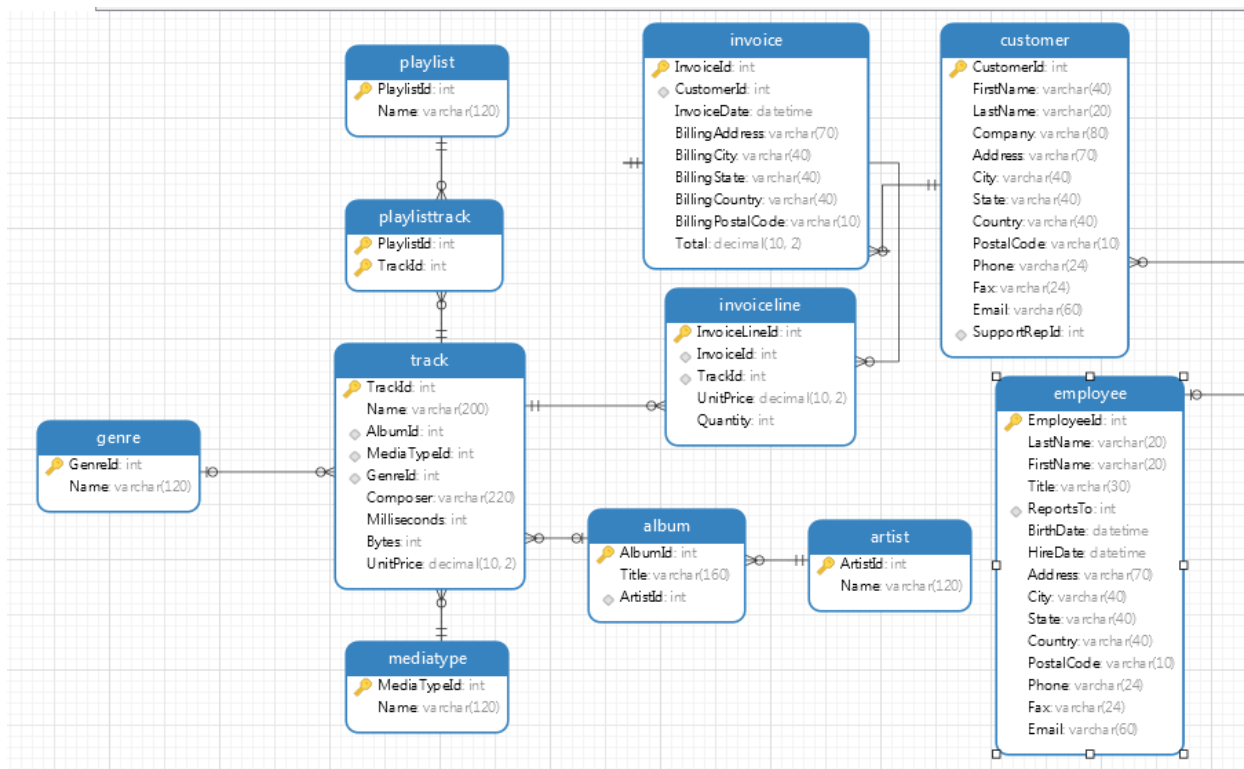 playlist
PlaylistId: int
Name: varchar(120)
playlisttrack
PlaylistId: int
TrackId: int
track
TrackId: int
Name: varchar(200)
AlbumId: int
MediaTypeId: int
GenreId: int
Composer: varchar(220)
Milliseconds: int
Bytes: int
UnitPrice: decimal(10, 2)
genre
GenreId: int
Name: varchar(120)
mediatype
MediaTypeId: int
Name: varchar(120)
invoice
InvoiceId: int
CustomerId: int
InvoiceDate: datetime
BillingAddress: varchar(70)
BillingCity: varchar(40)
BillingState: varchar(40)
BillingCountry: varchar(40)
BillingPostalCode: varchar(10)
Total: decimal(10, 2)
invoiceline
InvoiceLineId: int
InvoiceId: int
TrackId: int
UnitPrice: decimal(10, 2)
Quantity: int
album
AlbumId: int
Title: varchar(160)
ArtistId: int
artist
ArtistId: int
Name: varchar(120)
customer
CustomerId: int
FirstName: varchar(40)
LastName: varchar(20)
Company: varchar(80)
Address: varchar(70)
City: varchar(40)
State: varchar(40)
Country: varchar(40)
PostalCode: varchar(10)
Phone: varchar(24)
Fax: varchar(24)
Email: varchar(60)
SupportRepId: int
employee
EmployeeId: int
LastName: varchar(20)
FirstName: varchar(20)
Title: varchar(30)
ReportsTo: int
BirthDate: datetime
HireDate: datetime
Address: varchar(70)
City: varchar(40)
State: varchar(40)
Country: varchar(40)
PostalCode: varchar(10)
Phone: varchar(24)
Fax: varchar(24)
Email: varchar(60)